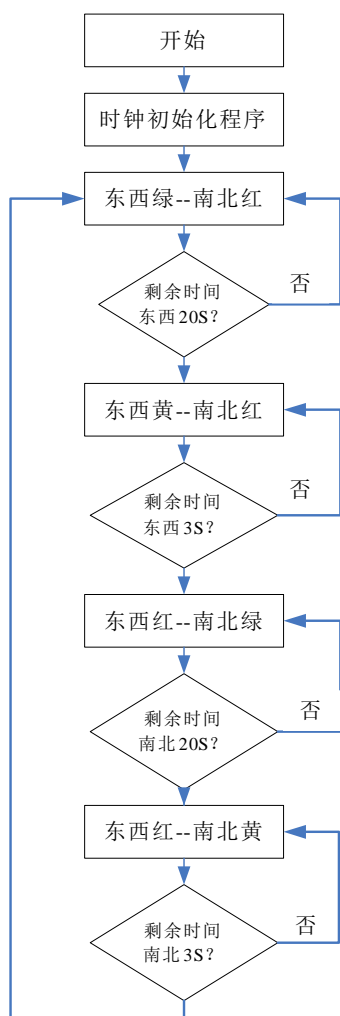 开始
时钟初始化程序
东西绿--南北红
否
剩余时间
东西20S?
东西黄--南北红
否
剩余时间
东西3S?
东西红--南北绿
否
剩余时间
南北20S?
东西红--南北黄
否
剩余时间
南北3S?